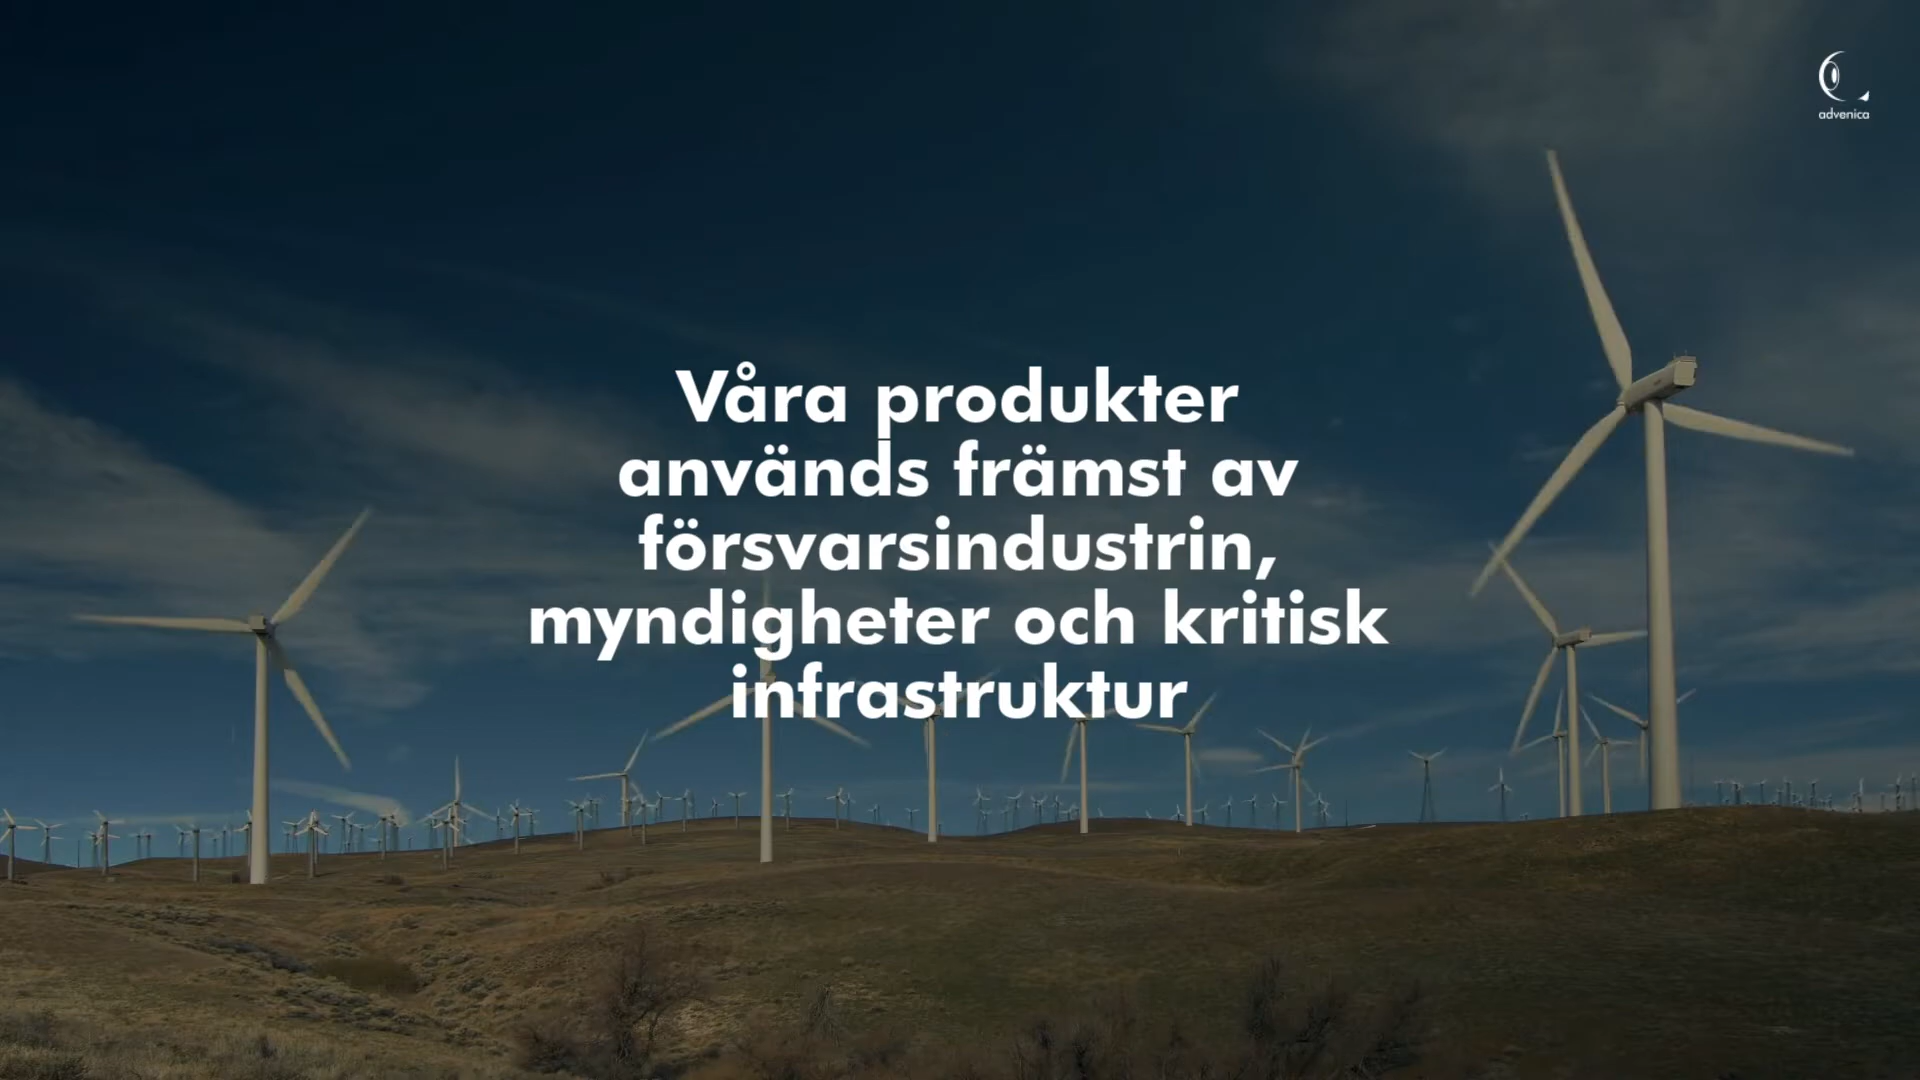 advenica
Våra produkter
används främst av
försvarsindustrin,
myndigheter och kritisk
infrastruktur